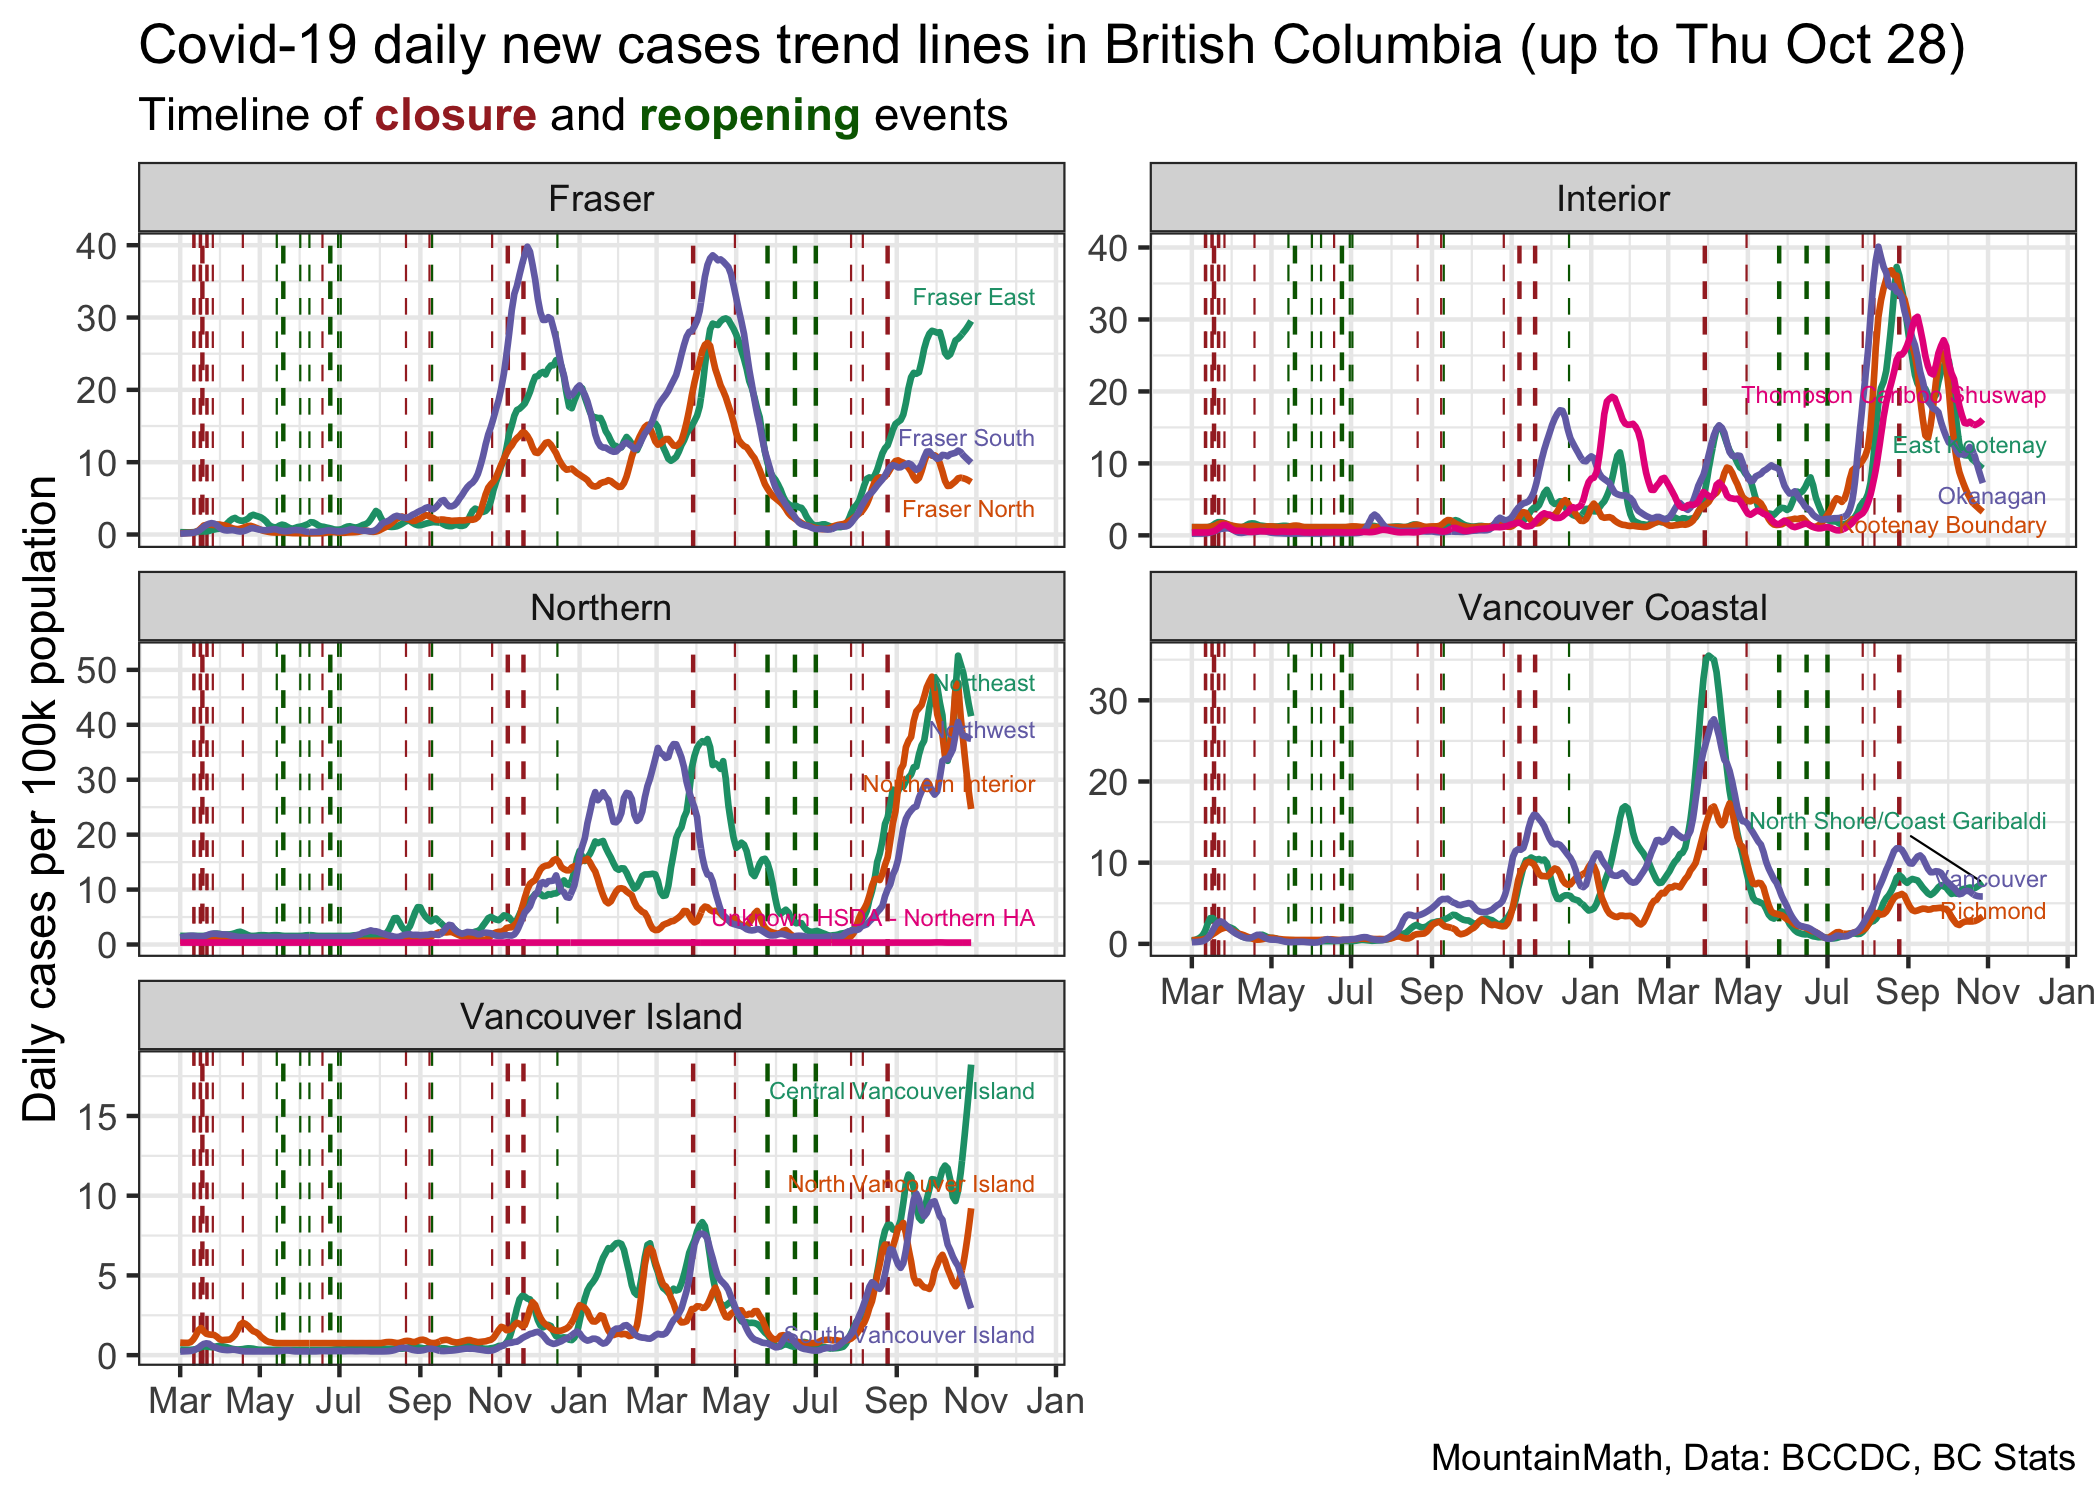 Covid-19 daily new cases trend lines in British Columbia (up to Thu Oct 28)
Timeline of closure and reopening events
Daily cases per 100k population
Fraser
40
30
20
10
0
Fraser East
Fraser South
Fraser North
Interior
40
30
20
10
0
Thompson Cariboo Shuswap
East Kootenay
Okanagan
Kootenay Boundary
Northern
50
40
30
20
10
0
Northeast
Northwest
Northern Interior
Unknown HSDA - Northern HA
Vancouver Coastal
30
20
10
0
North Shore/Coast Garibaldi
Vancouver
Richmond
Mar May Jul Sep Nov Jan Mar May Jul Sep Nov Jan
Vancouver Island
15
10
5
0
Central Vancouver Island
North Vancouver Island
South Vancouver Island
Mar May Jul Sep Nov Jan Mar May Jul Sep Nov Jan
MountainMath, Data: BCCDC, BC Stats